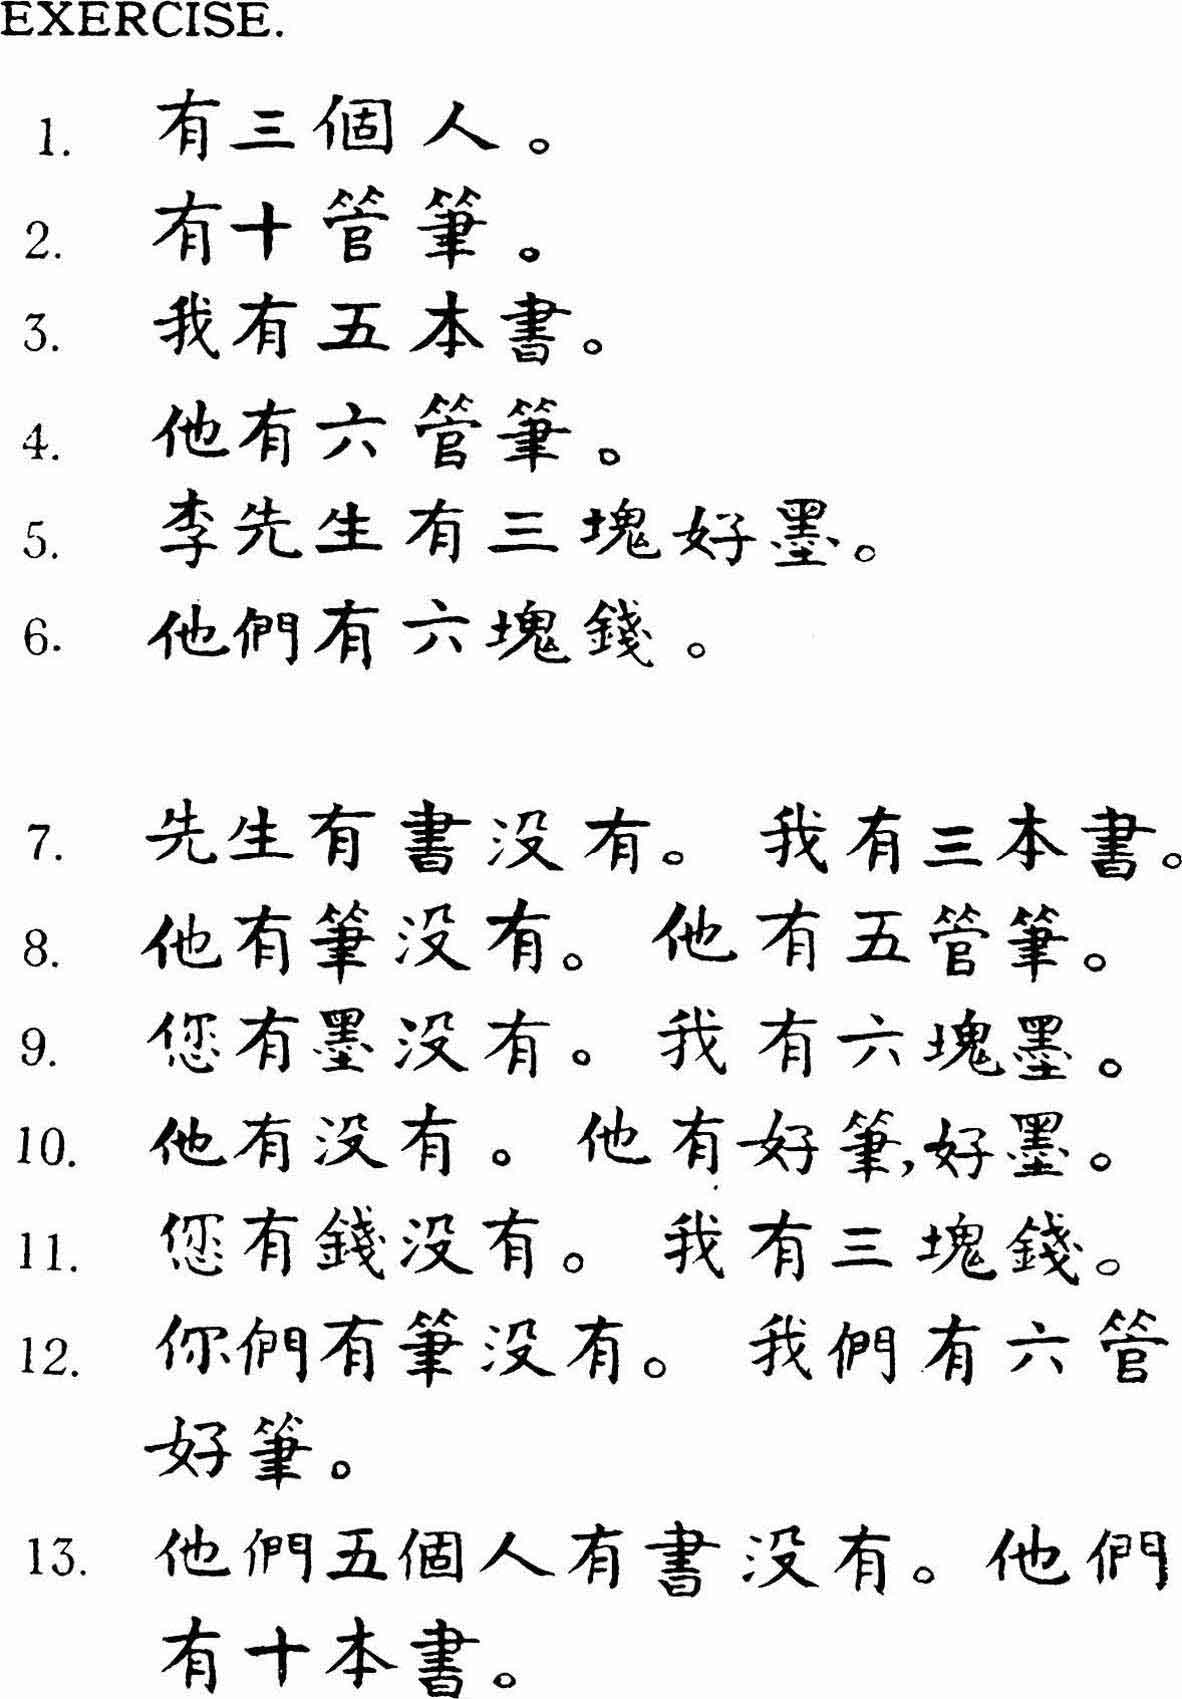 EXERCISE.
1. 有三個人。
2. 有十管筆。
3. 我有五本書。
4. 他有六管筆。
5. 李先生有三塊好墨。
6. 他們有六塊錢。
7. 先生有書没有。 我有三本書。
8. 他有筆没有。 他有五管筆。
9. 您有墨没有。 我有六塊墨。
10. 他有没有。 他有好筆,好墨。
11. 您有錢没有。 我有三塊錢。
12. 你們有筆没有。 我們有六管
好筆。
13. 他們五個人有書没有。他們
有十本書。